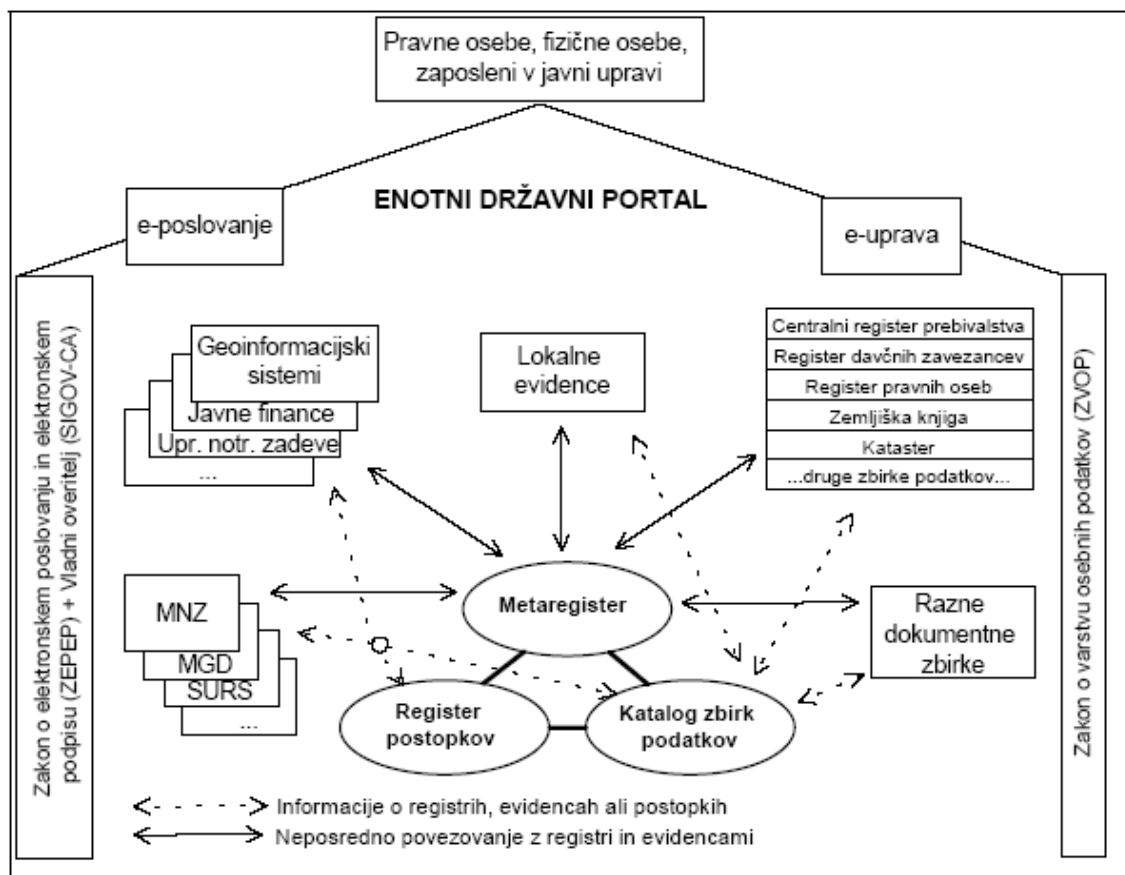 Pravne osebe, fizične osebe,
zaposleni v javni upravi
ENOTNI DRŽAVNI PORTAL
e-poslovanje
e-uprava
Zakon o elektronskem poslovanju in elektronskem
podpisu (ZEPEP) + Vladni overitelj (SIGOV-CA)
Geoinformacijski
sistemi
Javne finance
Upr. notr. zadeve
...
Lokalne
evidence
Centralni register prebivalstva
Register davčnih zavezancev
Register pravnih oseb
Zemljiška knjiga
Kataster
...druge zbirke podatkov...
Zakon o varstvu osebnih podatkov (ZVOP)
MNZ
MGD
SURS
...
Metaregister
Razne
dokumentne
zbirke
Register
postopkov
Katalog zbirk
podatkov
Informacije o registrih, evidencah ali postopkih
Neposredno povezovanje z registri in evidencami